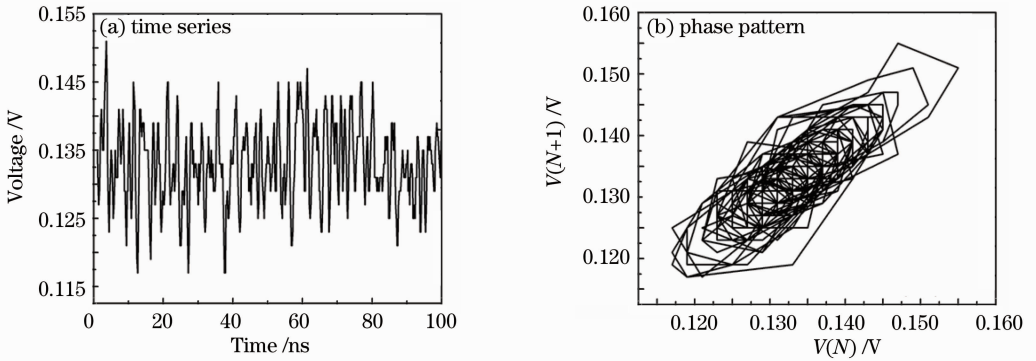 (a) time series
0.155
0.145
0.135
0.125
0.115
Voltage /V
0 20 40 60 80 100
Time /ns
(b) phase pattern
0.160
0.150
0.140
0.130
0.120
V(N+1) /V
0.120 0.130 0.140 0.150 0.160
V(N) /V